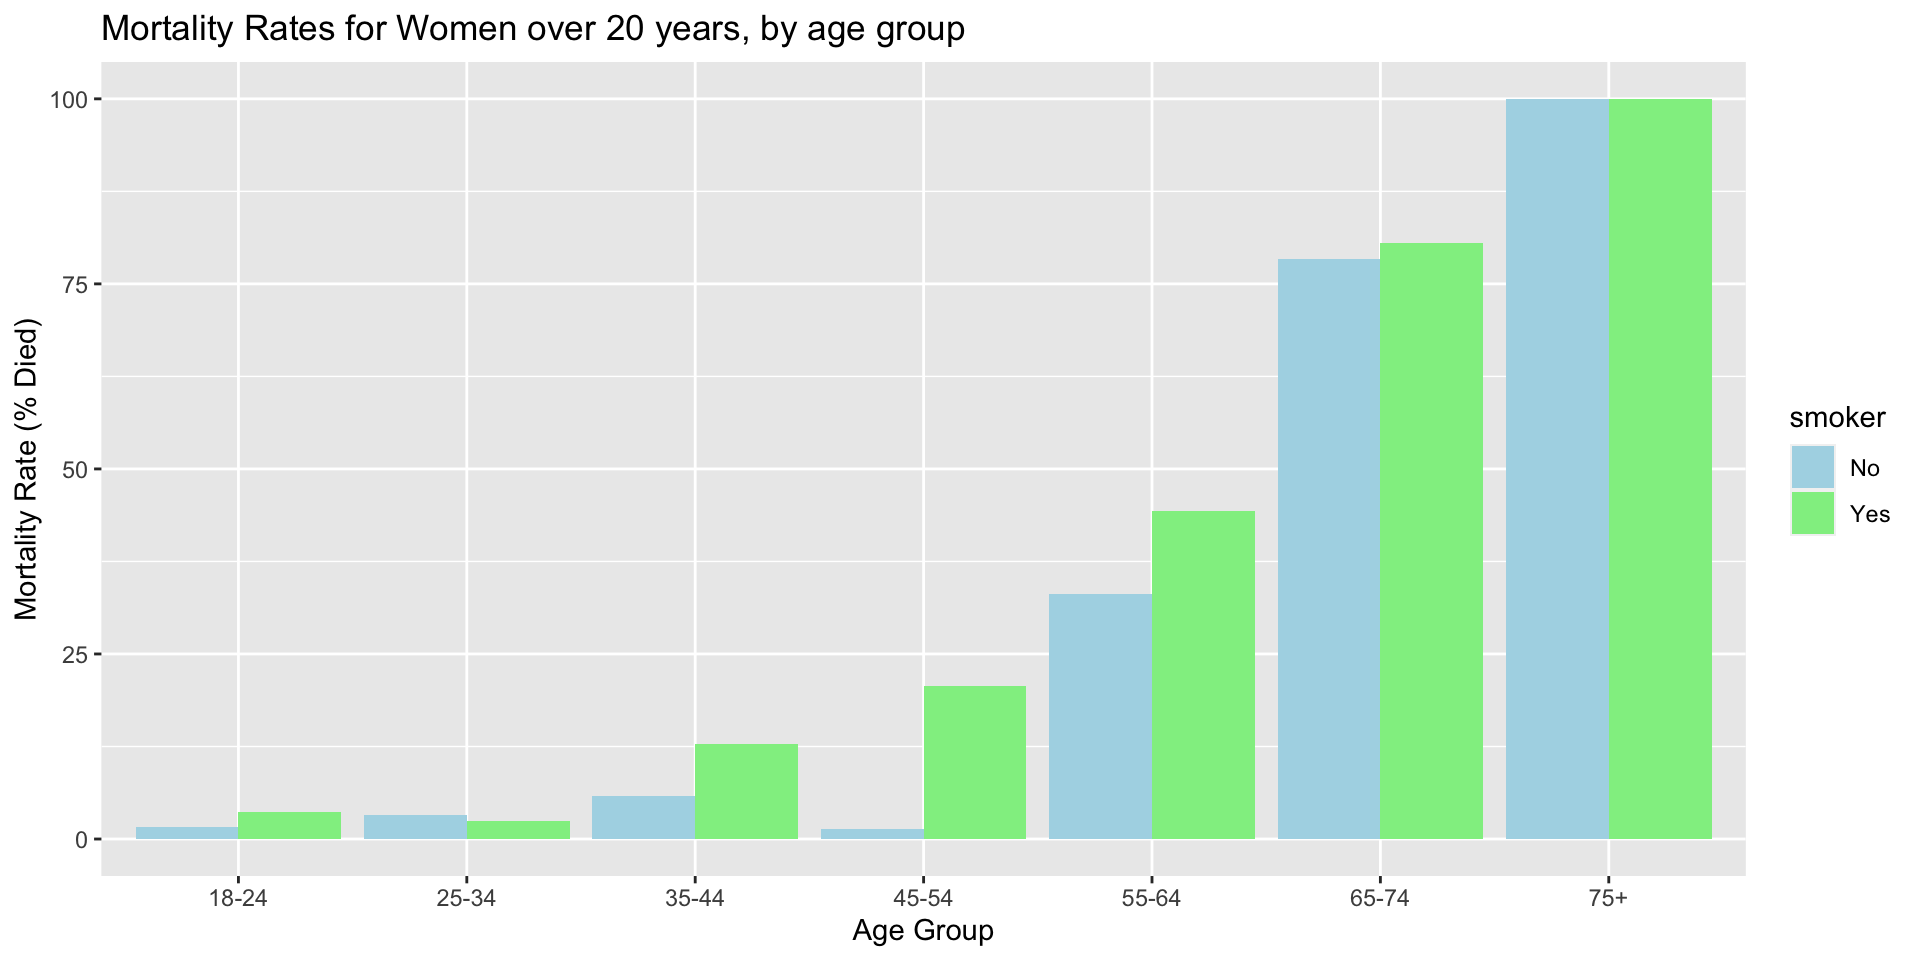 Mortality Rates for Women over 20 years, by age group
Mortality Rate (% Died)
100
75
50
25
0
18-24
25-34
35-44
45-54
55-64
65-74
75+
Age Group
smoker
No
Yes